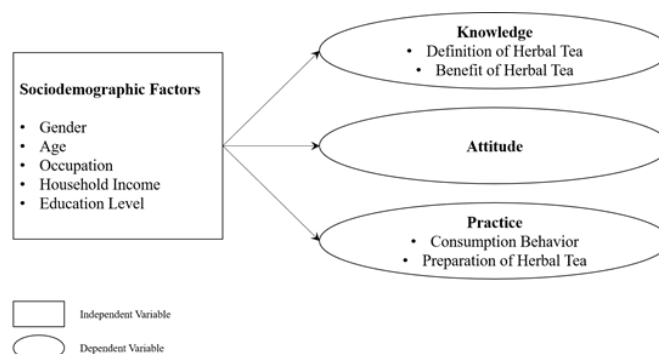 Sociodemographic Factors
• Gender
• Age
• Occupation
• Household Income
• Education Level
Knowledge
• Definition of Herbal Tea
• Benefit of Herbal Tea
Attitude
Practice
• Consumption Behavior
• Preparation of Herbal Tea
Independent Variable
Dependent Variable